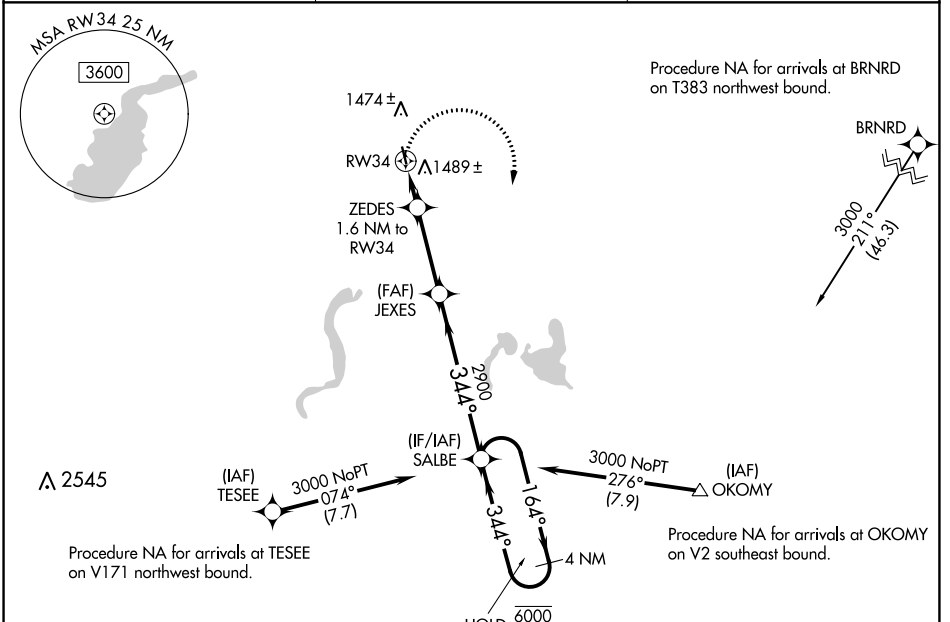 MSA RW34 25 NM
3600
Procedure NA for arrivals at BRNRD
on T383 northwest bound.
1474 ±
BRNRD
RW34
1489 ±
ZEDES
1.6 NM to
RW34
3000
211°
(46.3)
(FAF)
JEXES
2900
344°
(IF/IAF)
SALBE
2545
(IAF)
TESEE
3000 NoPT
074°
(7.7)
3000 NoPT
276°
(7.9)
(IAF)
OKOMY
344°
164°
Procedure NA for arrivals at TESEE
on V171 northwest bound.
Procedure NA for arrivals at OKOMY
on V2 southeast bound.
4 NM
HOLD 6000